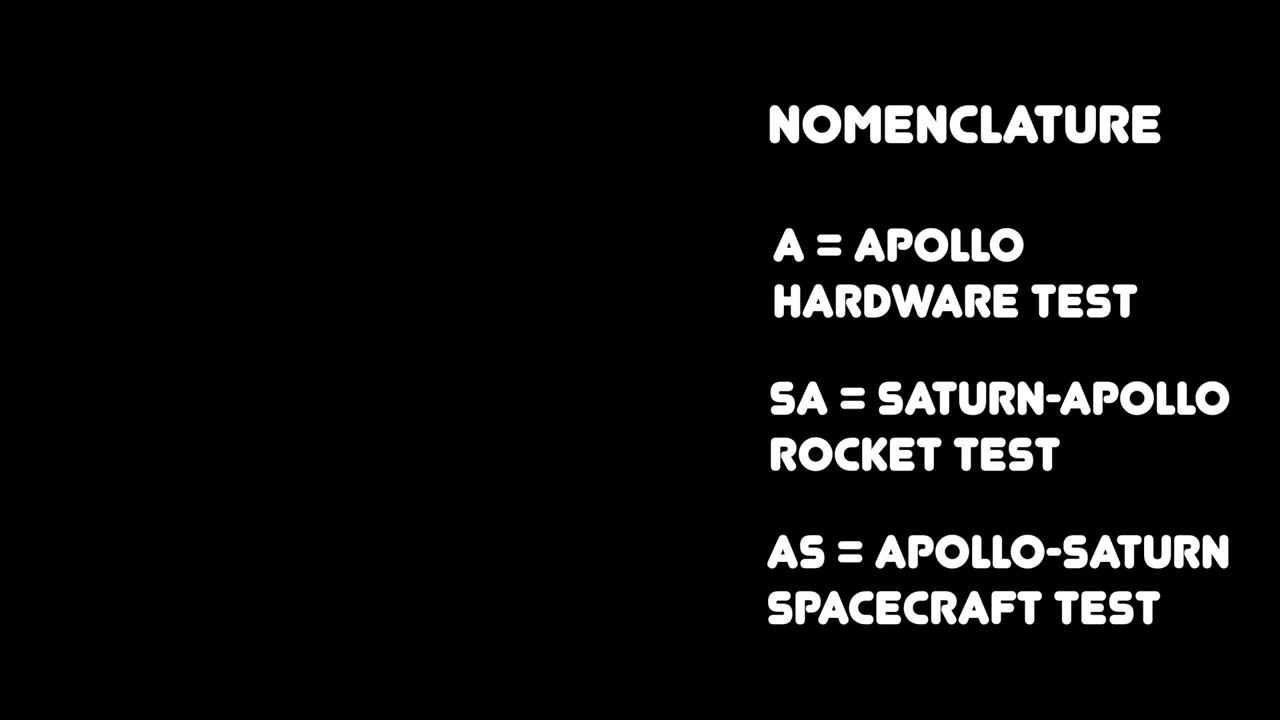 NOMENCLATURE
A = APOLLO
HARDWARE TEST
SA = SATURN-APOLLO
ROCKET TEST
AS = APOLLO-SATURN
SPACECRAFT TEST